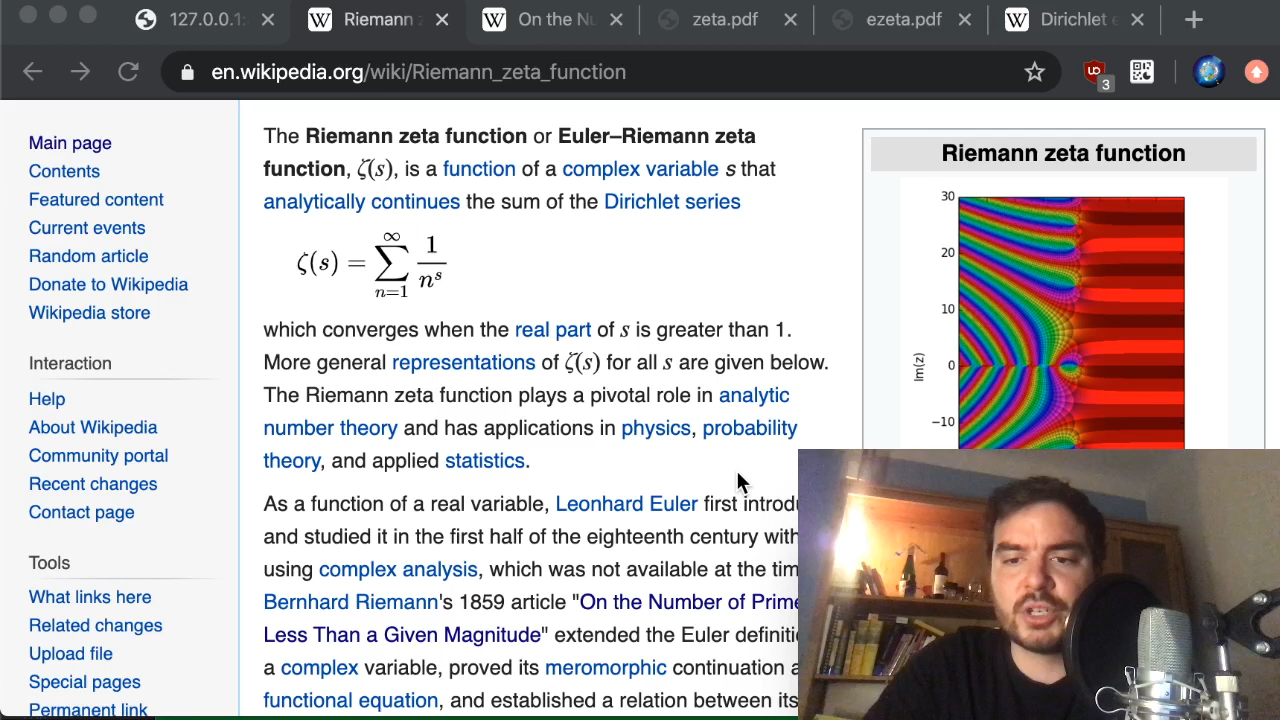 127.0.0.1:
Riemann z
On the Nu
zeta.pdf
ezeta.pdf
Dirichlet e
en.wikipedia.org/wiki/Riemann_zeta_function
3
Main page
Contents
Featured content
Current events
Random article
Donate to Wikipedia
Wikipedia store
Interaction
Help
About Wikipedia
Community portal
Recent changes
Contact page
Tools
What links here
Related changes
Upload file
Special pages
Permanent link
The Riemann zeta function or Euler–Riemann zeta
function, ζ(s), is a function of a complex variable s that
analytically continues the sum of the Dirichlet series
ζ(s) = ∑_{n=1}^{∞} 1/n^s
which converges when the real part of s is greater than 1.
More general representations of ζ(s) for all s are given below.
The Riemann zeta function plays a pivotal role in analytic
number theory and has applications in physics, probability
theory, and applied statistics.
As a function of a real variable, Leonhard Euler first introdu
and studied it in the first half of the eighteenth century with
using complex analysis, which was not available at the tim
Bernhard Riemann's 1859 article "On the Number of Prime
Less Than a Given Magnitude" extended the Euler definiti
a complex variable, proved its meromorphic continuation a
functional equation, and established a relation between its
Riemann zeta function
30
20
10
0
−10
Im(z)